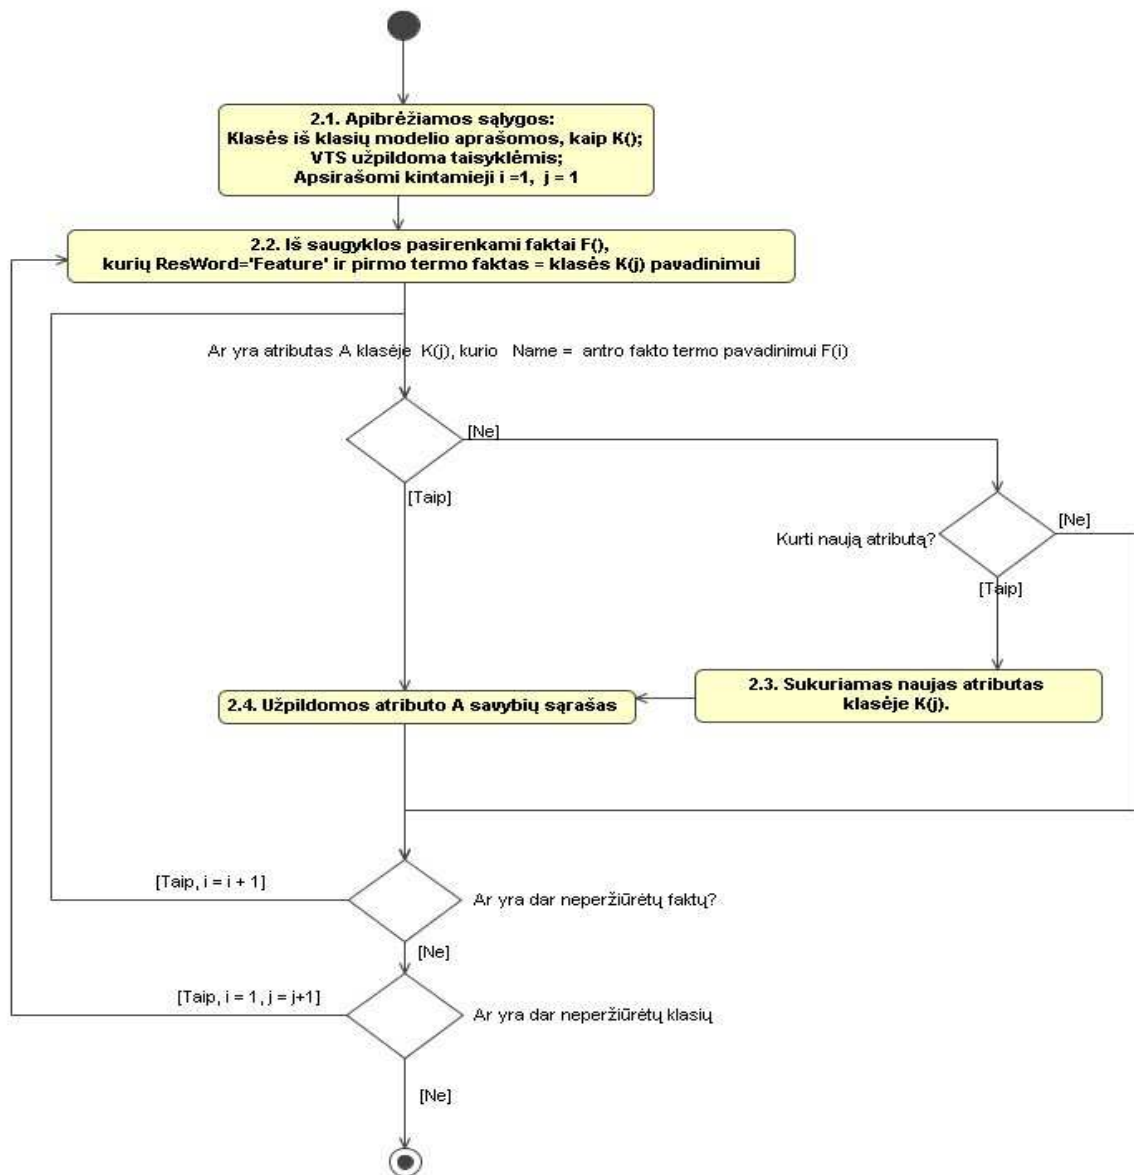 2.1. Apibrėžiamos sąlygos:
Klasės iš klasių modelio aprašomos, kaip K();
VTS užpildoma taisyklėmis;
Apsirašomi kintamieji i =1, j = 1
2.2. Iš saugyklos pasirenkami faktai F(),
kurių ResWord='Feature' ir pirmo termo faktas = klasės K(j) pavadinimui
Ar yra atributas A klasėje K(j), kurio Name = antro fakto termo pavadinimui F(i)
[Ne]
[Taip]
Kurti naują atributą?
[Ne]
[Taip]
2.3. Sukuriamas naujas atributas
klasėje K(j).
2.4. Užpildomos atributo A savybių sąrašas
[Taip, i = i + 1]
Ar yra dar neperžiūrėtų faktų?
[Ne]
[Taip, i = 1, j = j+1]
Ar yra dar neperžiūrėtų klasių
[Ne]